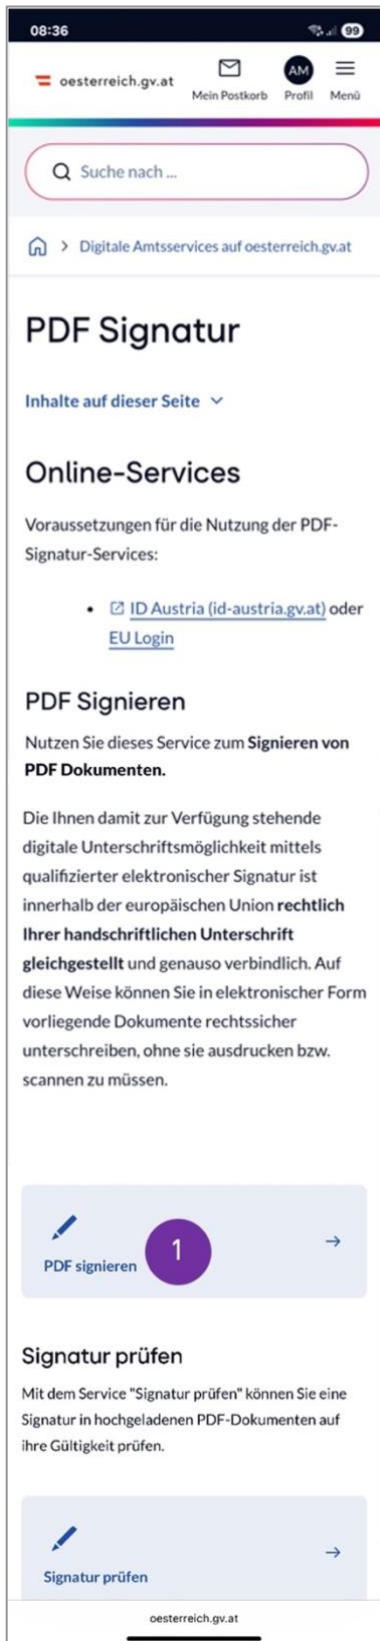 08:36
99
oesterreich.gv.at
Mein Postkorb
AM
Profil
Menü
Suche nach ...
> Digitale Amtsservices auf oesterreich.gv.at
PDF Signatur
Inhalte auf dieser Seite
Online-Services
Voraussetzungen für die Nutzung der PDF-
Signatur-Services:
• ID Austria (id-austria.gv.at) oder
EU Login
PDF Signieren
Nutzen Sie dieses Service zum Signieren von
PDF Dokumenten.
Die Ihnen damit zur Verfügung stehende
digitale Unterschriftsmöglichkeit mittels
qualifizierter elektronischer Signatur ist
innerhalb der europäischen Union rechtlich
Ihrer handschriftlichen Unterschrift
gleichgestellt und genauso verbindlich. Auf
diese Weise können Sie in elektronischer Form
vorliegende Dokumente rechtssicher
unterschreiben, ohne sie ausdrucken bzw.
scannen zu müssen.
PDF signieren
1
→
Signatur prüfen
Mit dem Service "Signatur prüfen" können Sie eine
Signatur in hochgeladenen PDF-Dokumenten auf
ihre Gültigkeit prüfen.
Signatur prüfen
→
oesterreich.gv.at